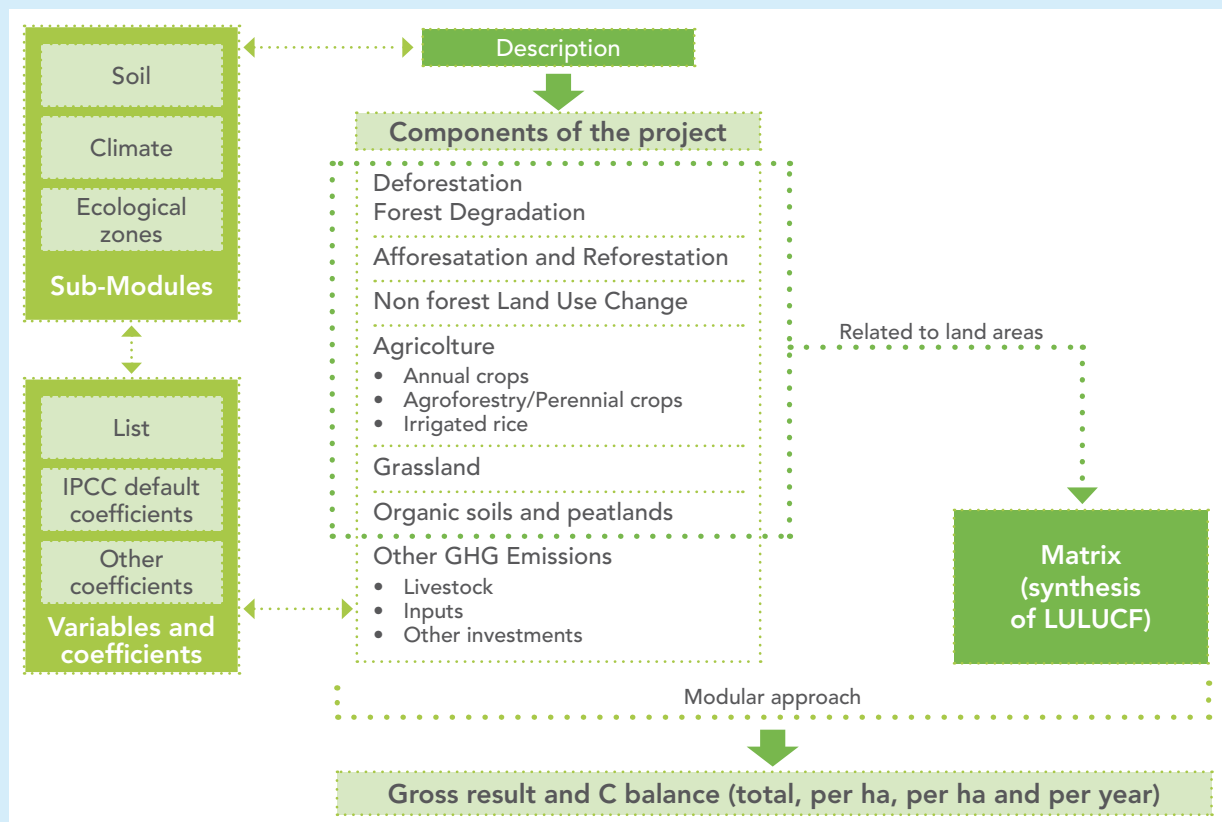 Soil
Climate
Ecological
zones
Sub-Modules
List
IPCC default
coefficients
Other
coefficients
Variables and
coefficients
Description
Components of the project
Deforestation
Forest Degradation
Afforesatation and Reforestation
Non forest Land Use Change
Agricolture
• Annual crops
• Agroforestry/Perennial crops
• Irrigated rice
Grassland
Organic soils and peatlands
Other GHG Emissions
• Livestock
• Inputs
• Other investments
Related to land areas
Matrix
(synthesis
of LULUCF)
Modular approach
Gross result and C balance (total, per ha, per ha and per year)